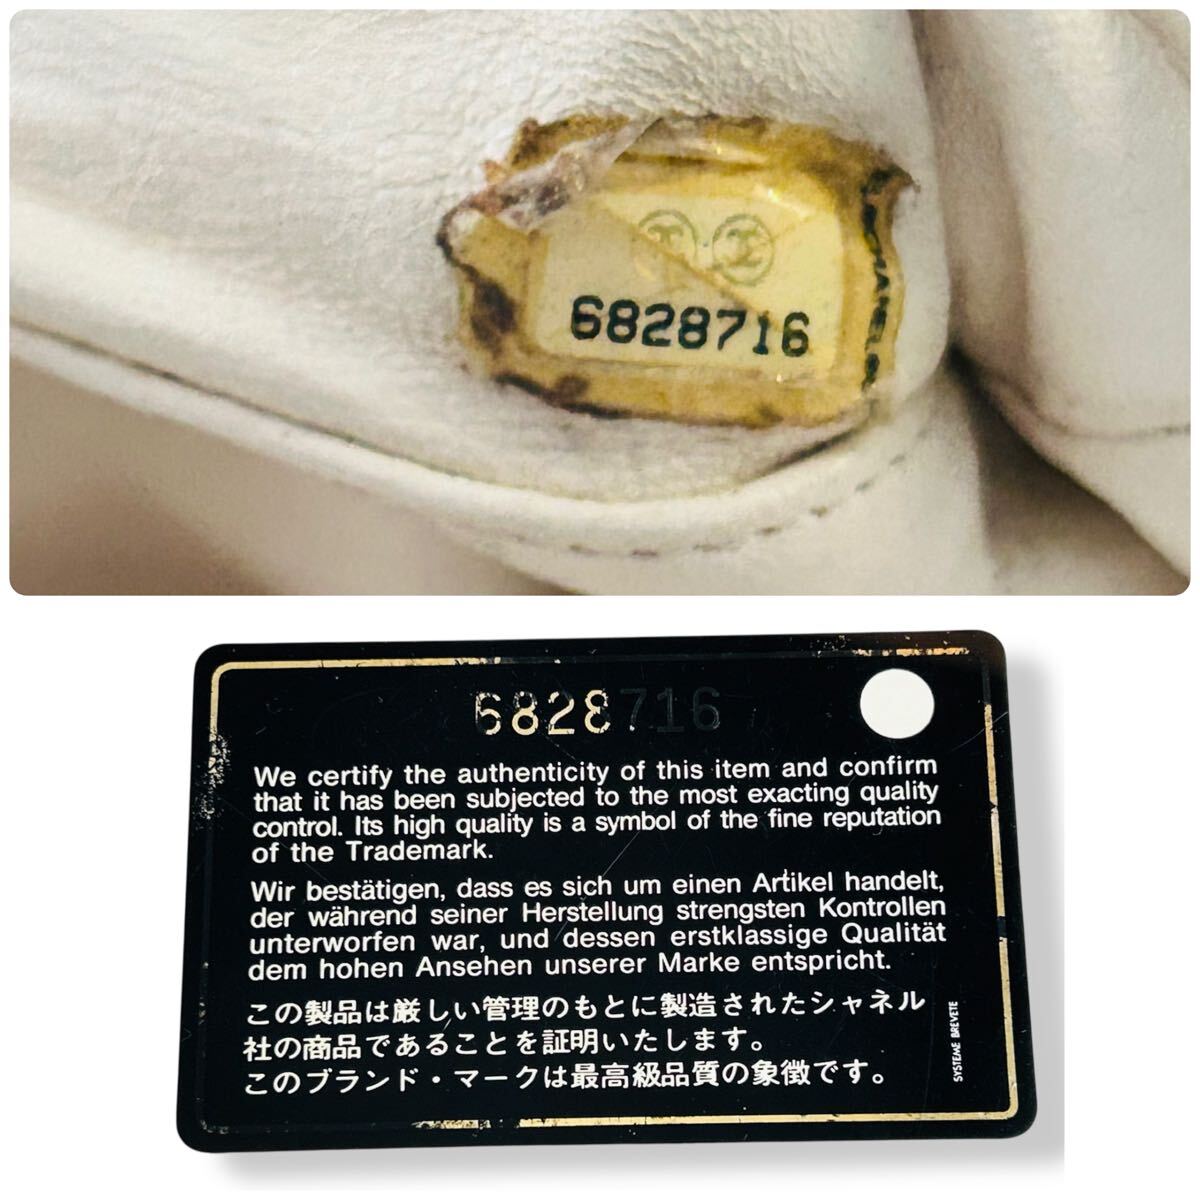 6828716
CHANEL
6828716
We certify the authenticity of this item and confirm
that it has been subjected to the most exacting quality
control. Its high quality is a symbol of the fine reputation
of the Trademark.
Wir bestätigen, dass es sich um einen Artikel handelt,
der während seiner Herstellung strengsten Kontrollen
unterworfen war, und dessen erstklassige Qualität
dem hohen Ansehen unserer Marke entspricht.
この製品は厳しい管理のもとに製造されたシャネル
社の商品であることを証明いたします。
このブランド・マークは最高級品質の象徴です。
SYSTEME BREVETE